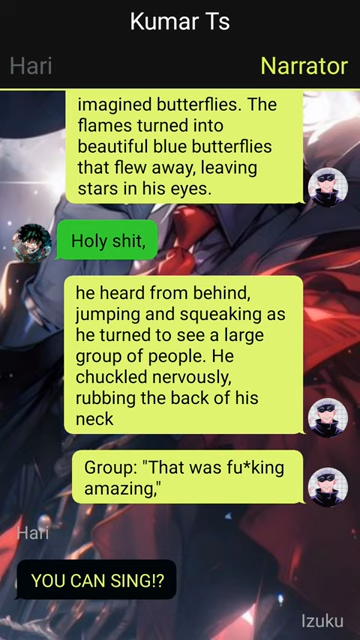 Kumar Ts
Hari
Narrator
imagined butterflies. The
flames turned into
beautiful blue butterflies
that flew away, leaving
stars in his eyes.
Holy shit,
he heard from behind,
jumping and squeaking as
he turned to see a large
group of people. He
chuckled nervously,
rubbing the back of his
neck
Group: "That was fu*king
amazing,"
Hari
YOU CAN SING!?
Izuku